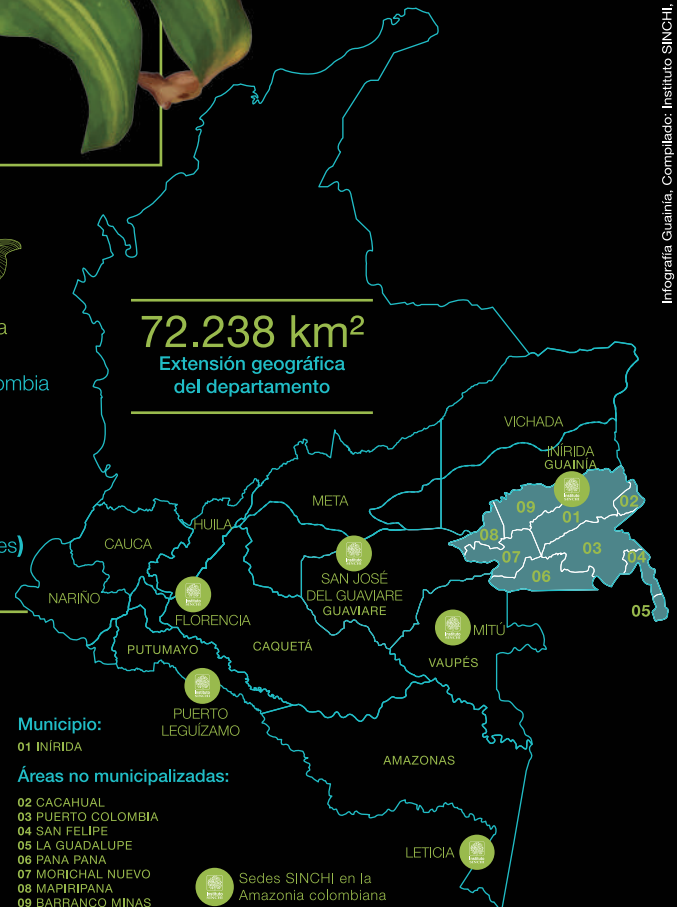 Infografía Guainía, Compilado: Instituto SINCHI,
a
ombia
es)
72.238 km²
Extensión geográfica
del departamento
VICHADA
INÍRIDA
GUAINÍA
META
HUILA
CAUCA
NARIÑO
FLORENCIA
PUTUMAYO
CAQUETÁ
SAN JOSÉ
DEL GUAVIARE
GUAVIARE
MITÚ
VAUPÉS
PUERTO
LEGUÍZAMO
AMAZONAS
LETICIA
09
01
02
08
07
03
04
06
05
Municipio:
01 INÍRIDA
Áreas no municipalizadas:
02 CACAHUAL
03 PUERTO COLOMBIA
04 SAN FELIPE
05 LA GUADALUPE
06 PANA PANA
07 MORICHAL NUEVO
08 MAPIRIPANA
09 BARRANCO MINAS
Sedes SINCHI en la
Amazonia colombiana